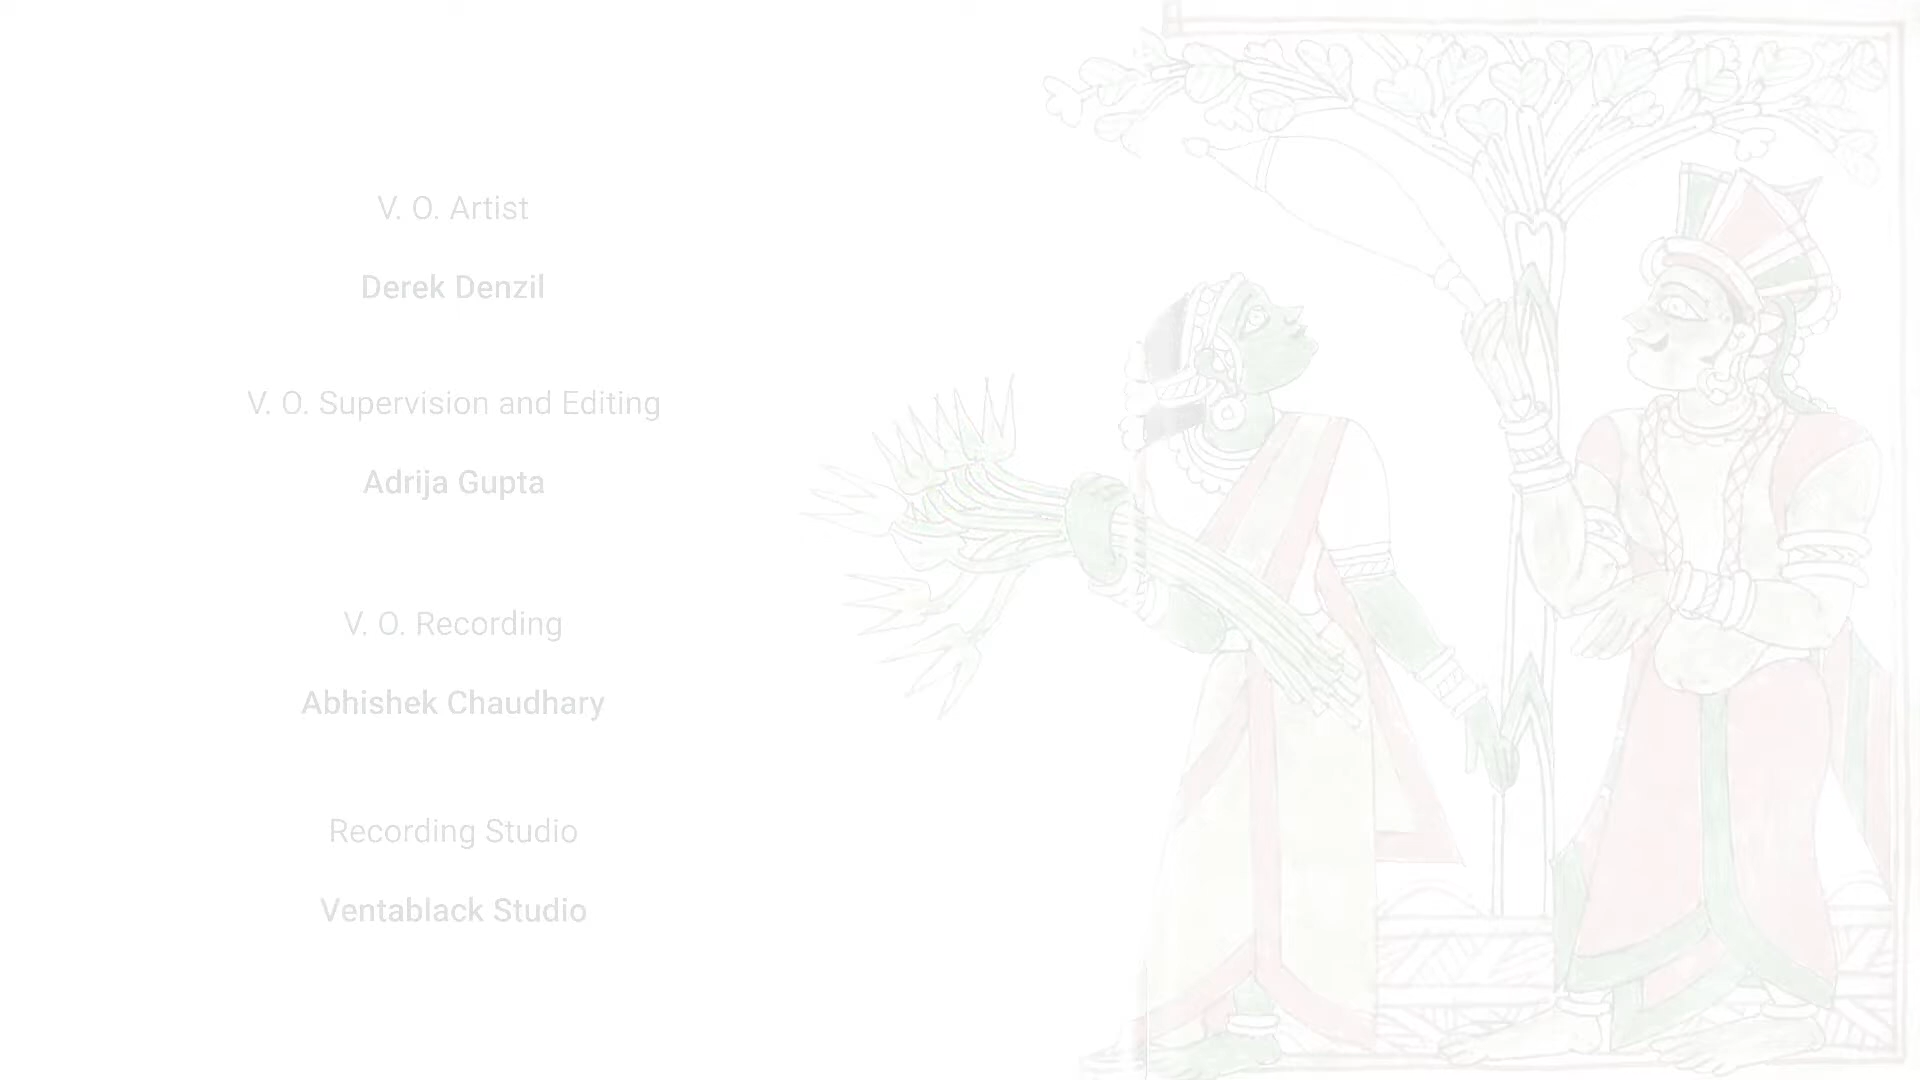 V. O. Artist
Derek Denzil
V. O. Supervision and Editing
Adrija Gupta
V. O. Recording
Abhishek Chaudhary
Recording Studio
Ventablack Studio